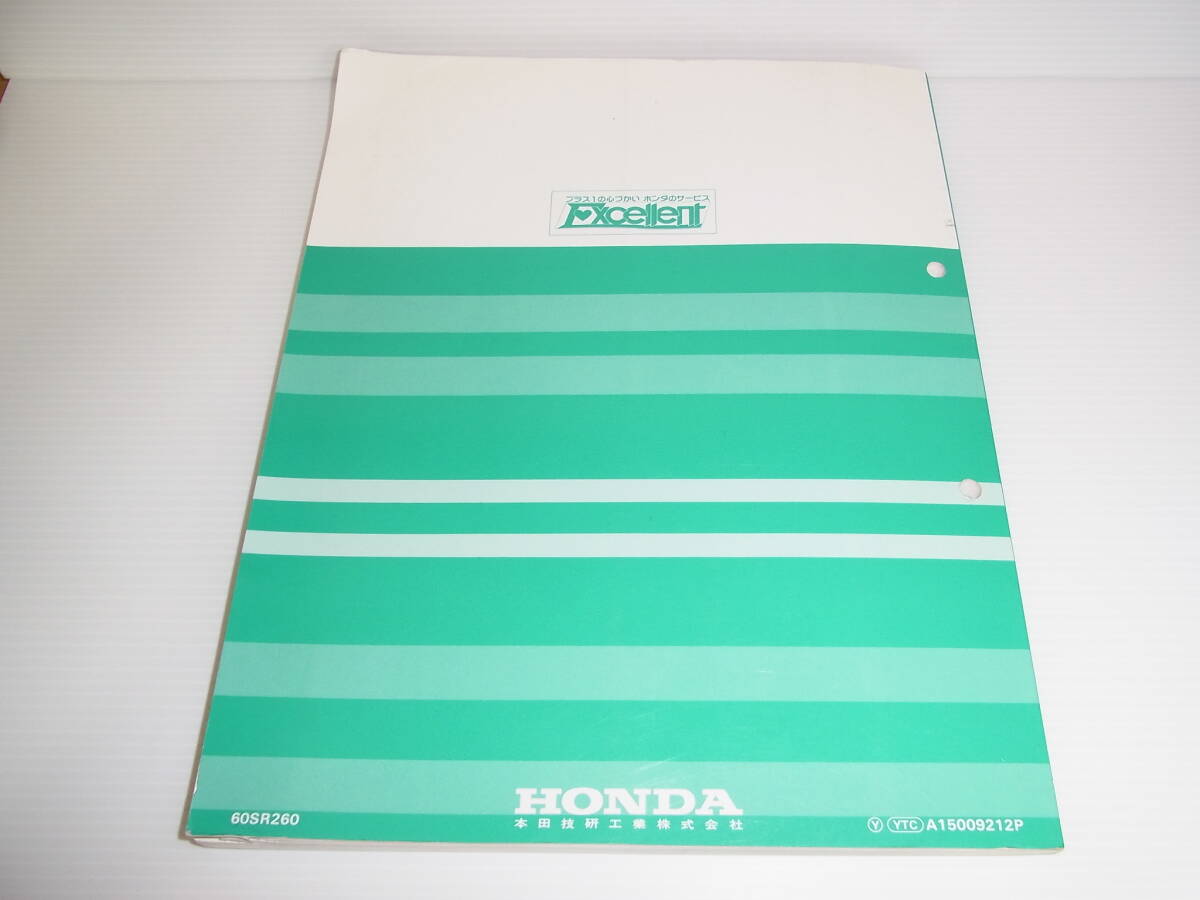 プラス1の心づかい ホンダのサービス
Excellent
HONDA
本田技研工業株式会社
60SR260
Y YTC A15009212P